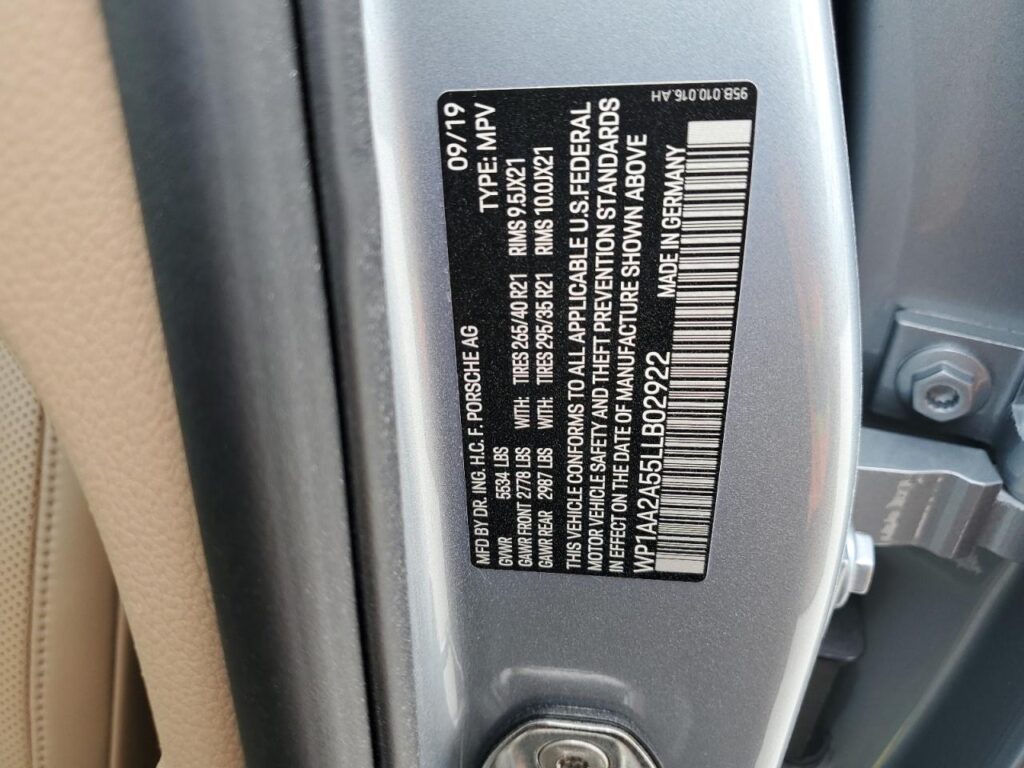 09/19
MFD BY DR. ING. H.C. F. PORSCHE AG TYPE: MPV
GVWR 5534 LBS WITH: TIRES 265/40 R21 RIMS 9.5JX21
GAWR FRONT 2778 LBS WITH: TIRES 295/35 R21 RIMS 10.0JX21
GAWR REAR 2987 LBS
THIS VEHICLE CONFORMS TO ALL APPLICABLE U.S. FEDERAL
MOTOR VEHICLE SAFETY AND THEFT PREVENTION STANDARDS
IN EFFECT ON THE DATE OF MANUFACTURE SHOWN ABOVE
WP1AA2A55LLB02922 MADE IN GERMANY
95B.010.016.AH